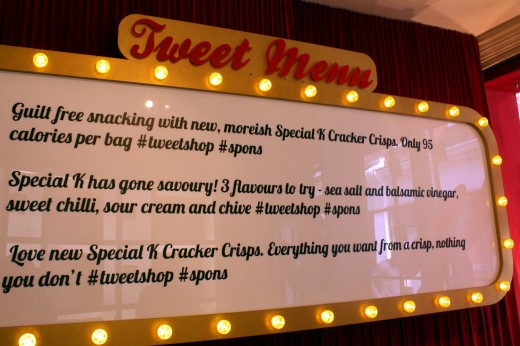 Tweet Menu
Guilt free snacking with new, moreish Special K Cracker Crisps. Only 95
calories per bag #tweetshop #spons
Special K has gone savoury! 3 flavours to try - sea salt and balsamic vinegar,
sweet chilli, sour cream and chive #tweetshop #spons
Love new Special K Cracker Crisps. Everything you want from a crisp, nothing
you don't #tweetshop #spons